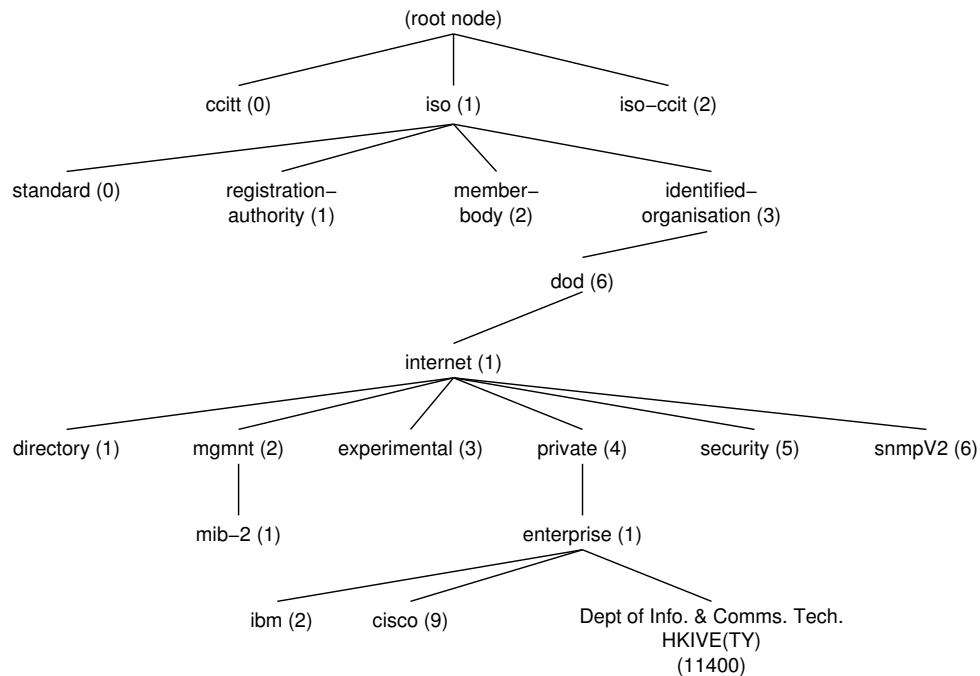 (root node)
ccitt (0)
iso (1)
iso−ccit (2)
standard (0)
registration−
authority (1)
member−
body (2)
identified−
organisation (3)
dod (6)
internet (1)
directory (1)
mgmnt (2)
experimental (3)
private (4)
security (5)
snmpV2 (6)
mib−2 (1)
enterprise (1)
ibm (2)
cisco (9)
Dept of Info. & Comms. Tech.
HKIVE(TY)
(11400)